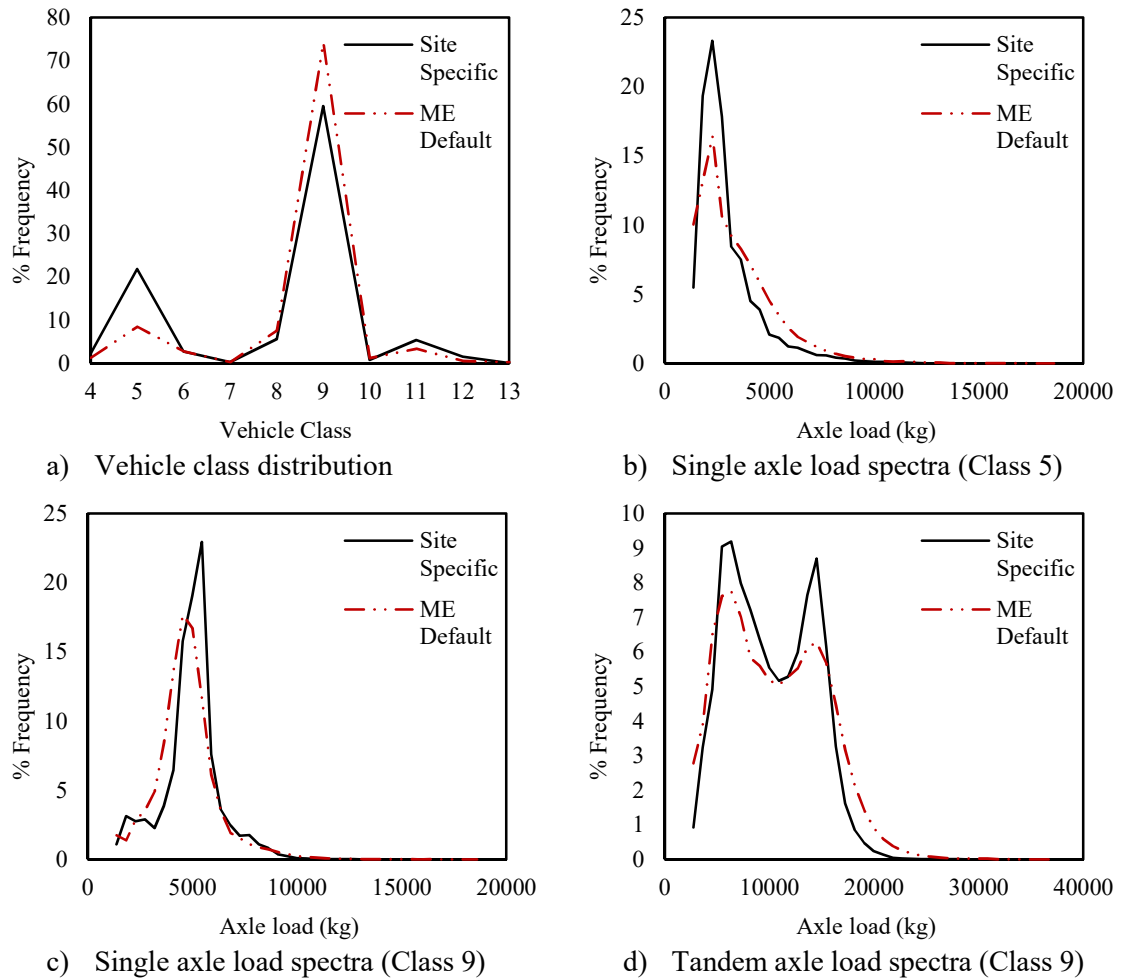 80
70
60
50
40
30
20
10
0
% Frequency
4 5 6 7 8 9 10 11 12 13
Vehicle Class
Site
Specific
ME
Default
a) Vehicle class distribution
25
20
15
10
5
0
% Frequency
0 5000 10000 15000 20000
Axle load (kg)
Site
Specific
ME
Default
b) Single axle load spectra (Class 5)
25
20
15
10
5
0
% Frequency
0 5000 10000 15000 20000
Axle load (kg)
Site
Specific
ME
Default
c) Single axle load spectra (Class 9)
10
9
8
7
6
5
4
3
2
1
0
% Frequency
0 10000 20000 30000 40000
Axle load (kg)
Site
Specific
ME
Default
d) Tandem axle load spectra (Class 9)